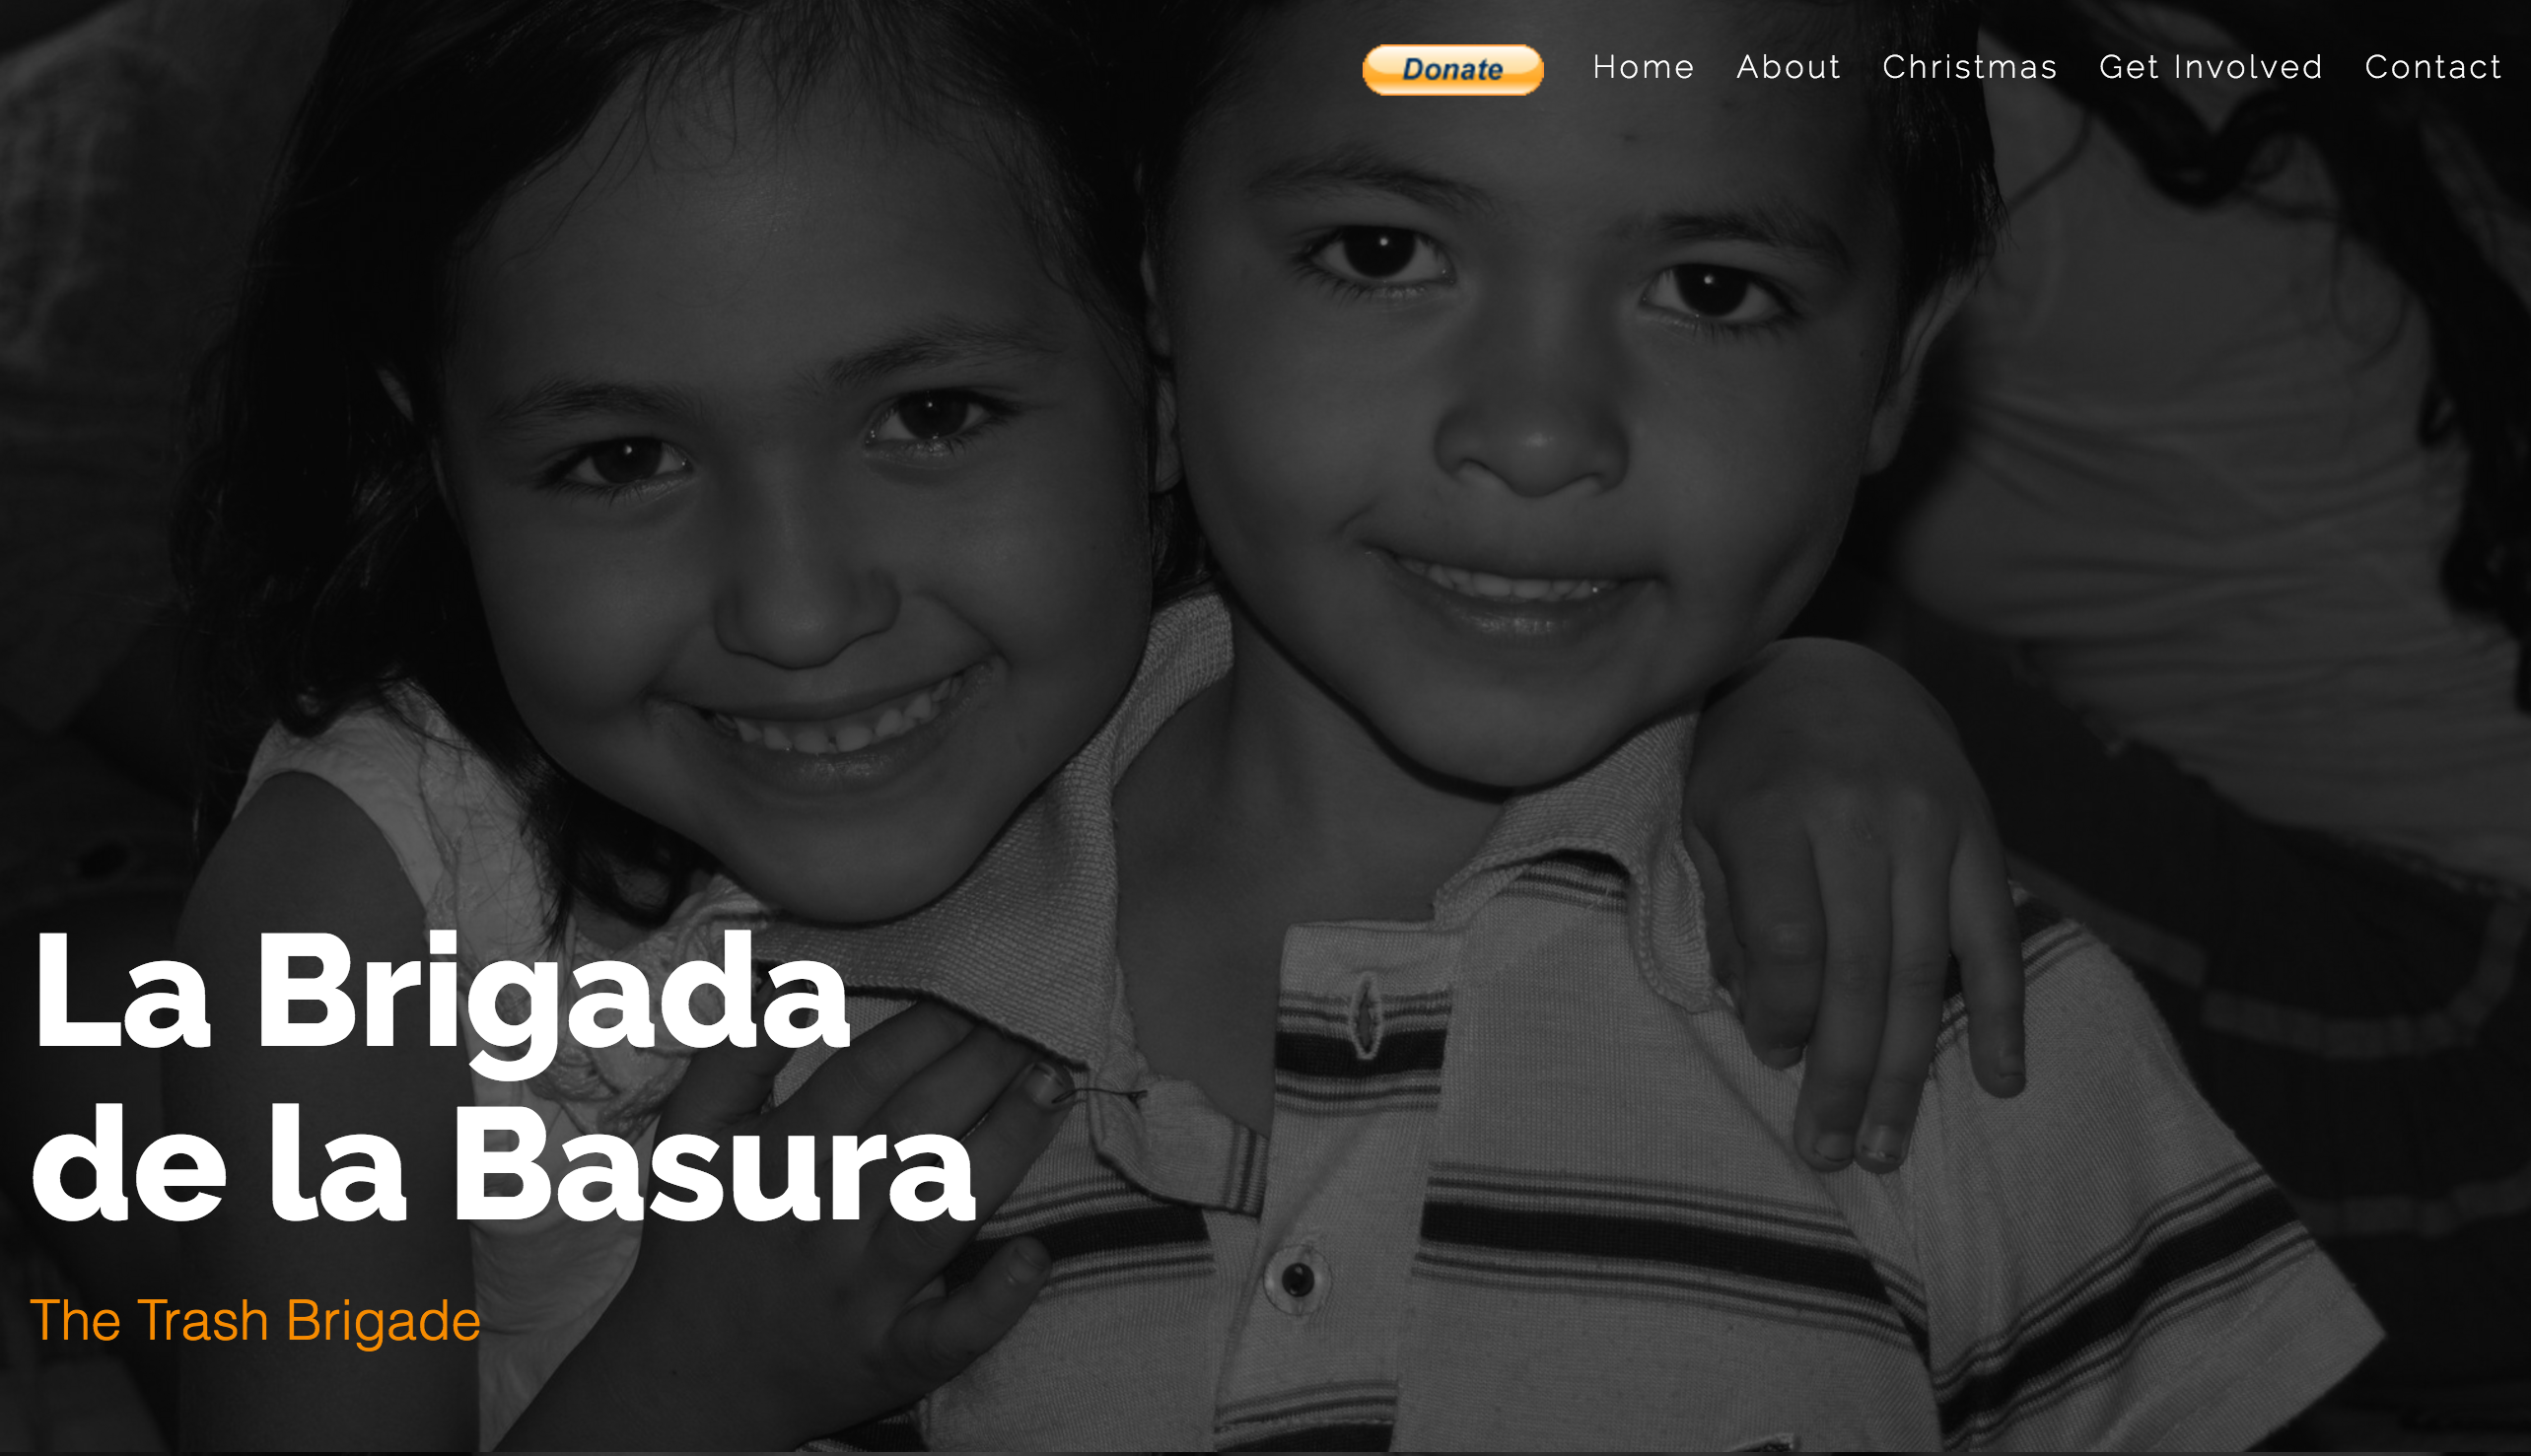 Donate Home About Christmas Get Involved Contact
La Brigada
de la Basura
The Trash Brigade